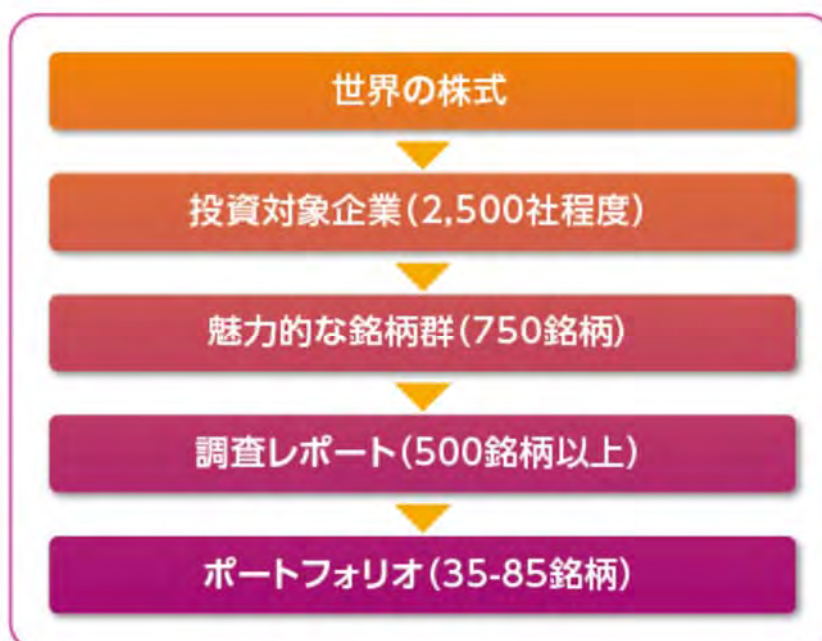 世界の株式
投資対象企業(2,500社程度)
魅力的な銘柄群(750銘柄)
調査レポート(500銘柄以上)
ポートフォリオ(35-85銘柄)